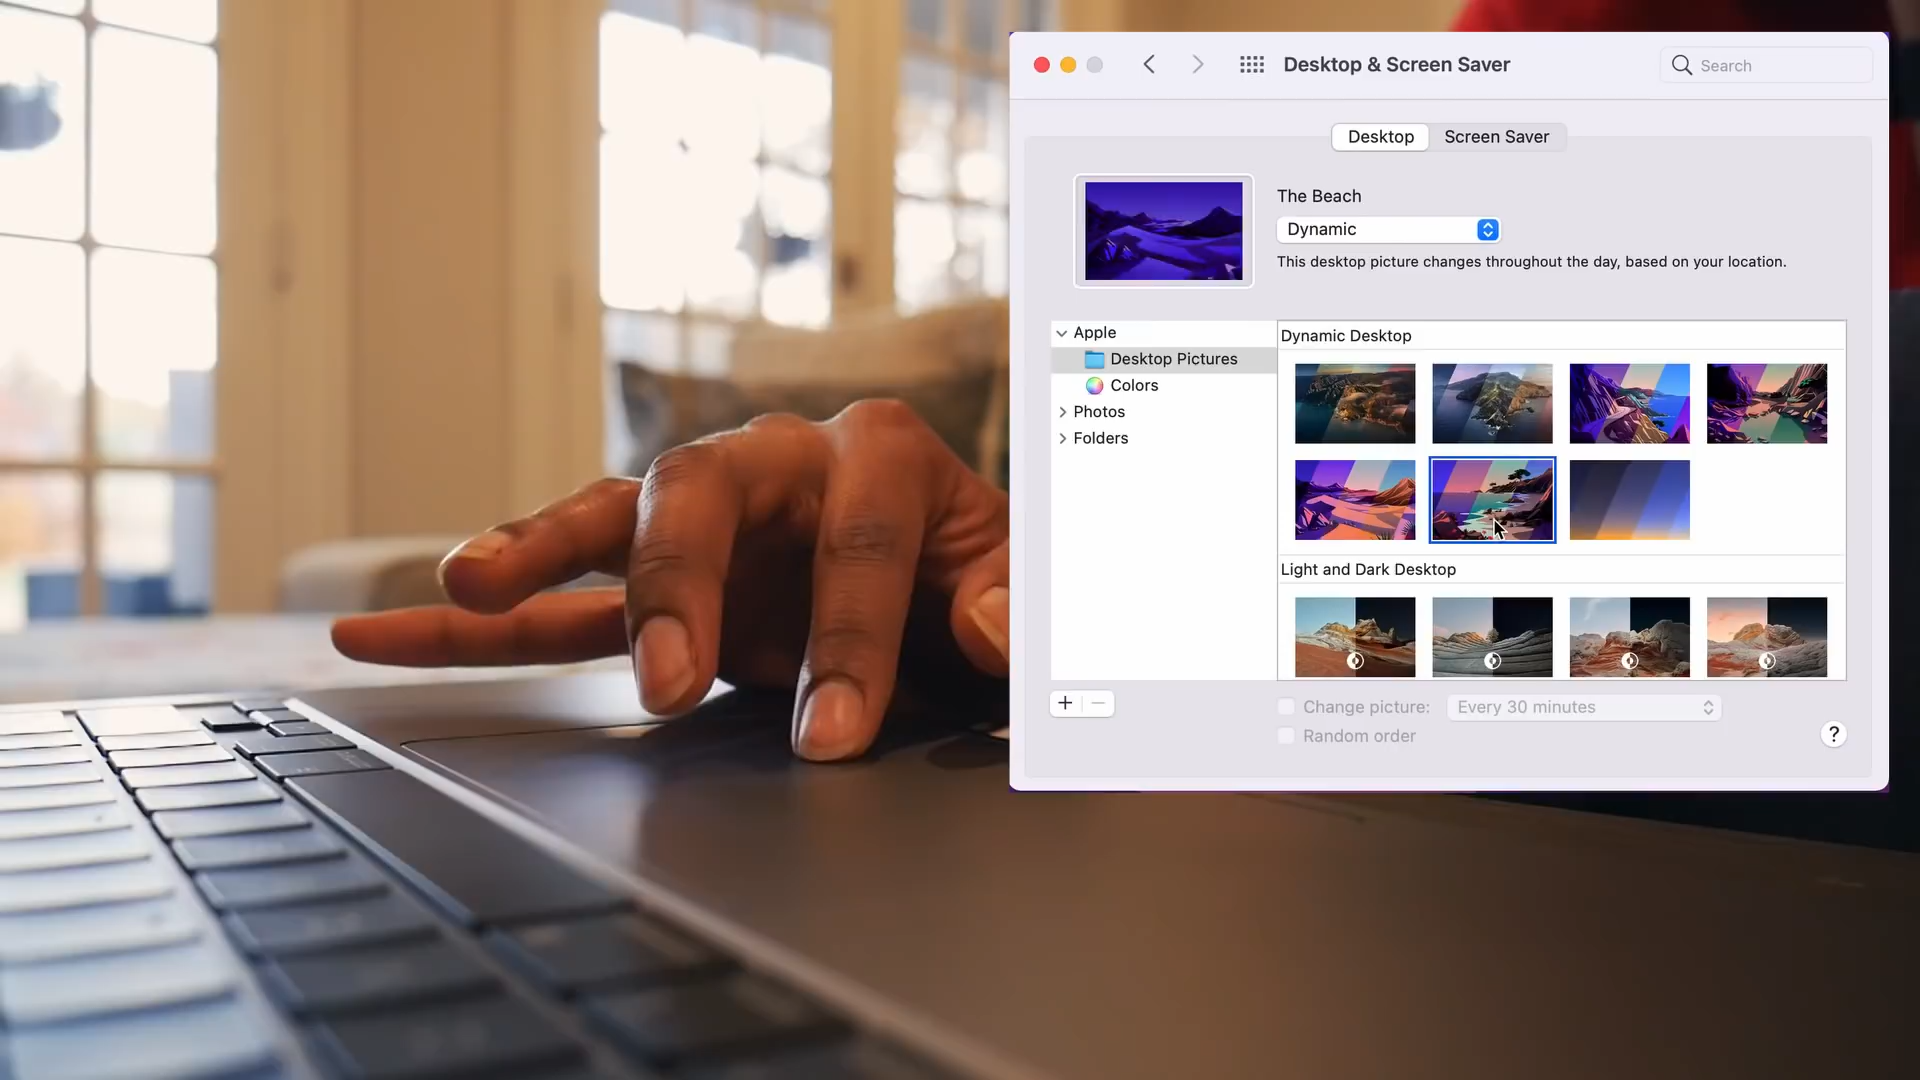 Desktop & Screen Saver
Search
Desktop
Screen Saver
The Beach
Dynamic
This desktop picture changes throughout the day, based on your location.
Apple
Desktop Pictures
Colors
Photos
Folders
Dynamic Desktop
Light and Dark Desktop
+ −
Change picture:
Every 30 minutes
Random order
?